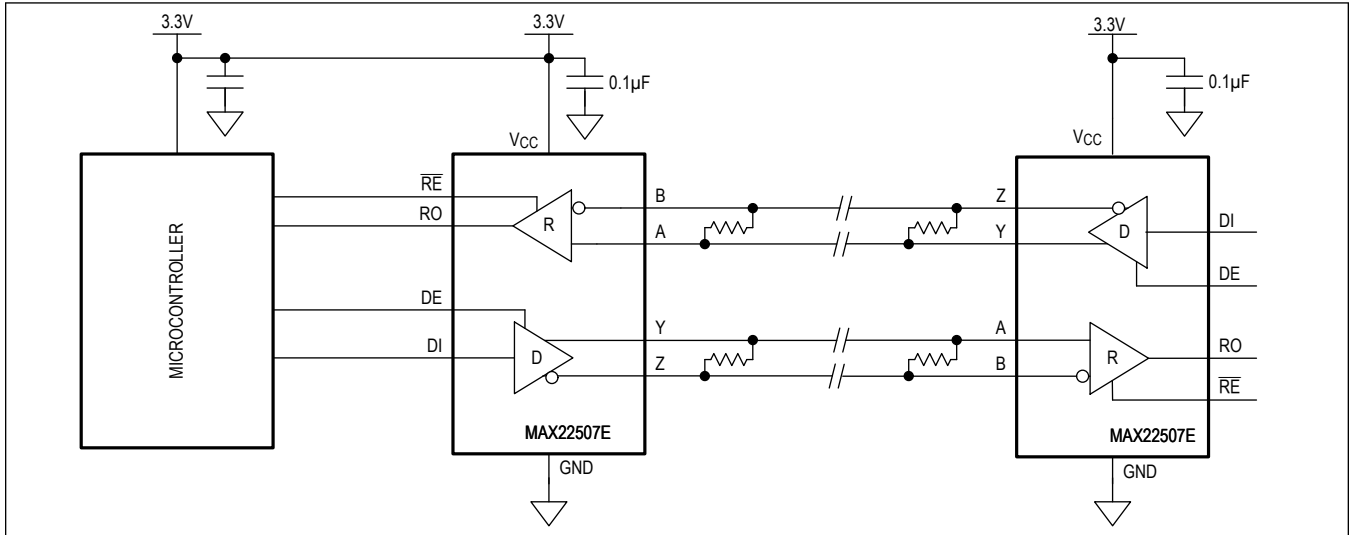 3.3V
3.3V
3.3V
0.1µF
0.1µF
VCC
VCC
MICROCONTROLLER
RE
RO
DE
DI
R
D
B
A
Y
Z
Z
Y
A
B
D
R
DI
DE
RO
RE
MAX22507E
MAX22507E
GND
GND